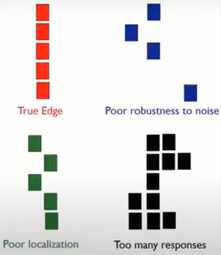 True Edge
Poor robustness to noise
Poor localization
Too many responses